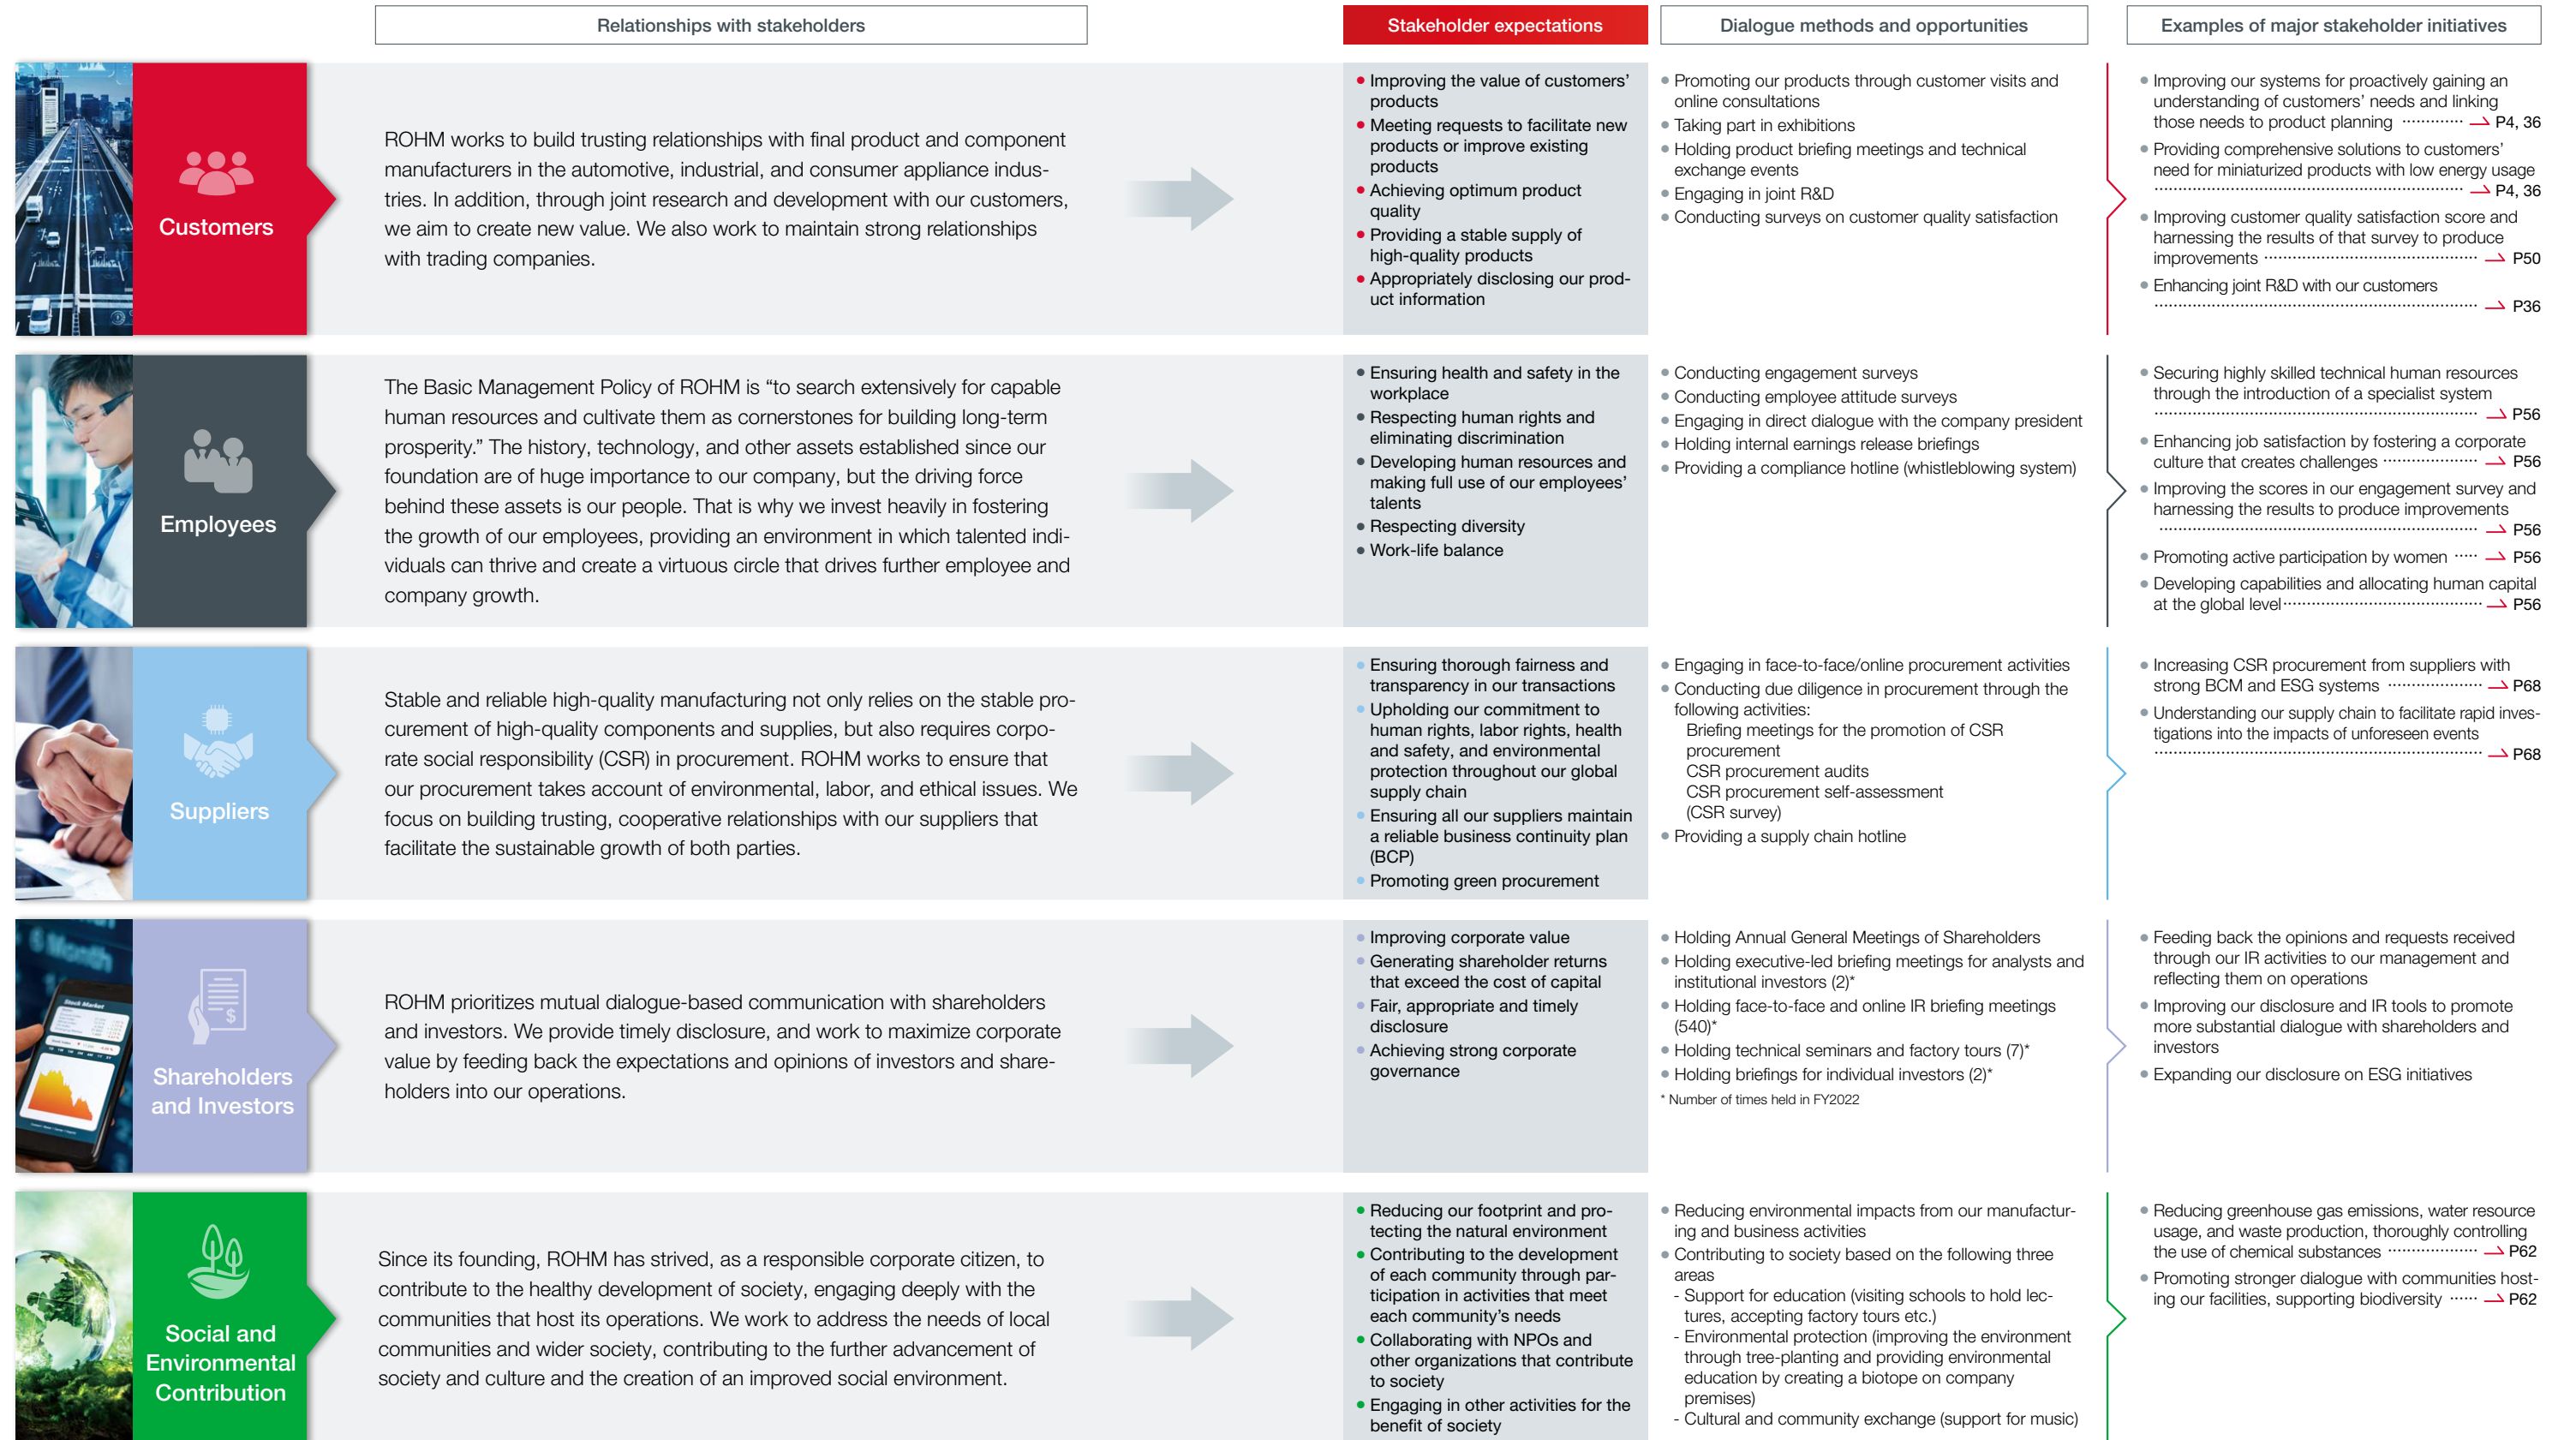 Relationships with stakeholders
Stakeholder expectations
Dialogue methods and opportunities
Examples of major stakeholder initiatives
Customers
ROHM works to build trusting relationships with final product and component
manufacturers in the automotive, industrial, and consumer appliance indus-
tries. In addition, through joint research and development with our customers,
we aim to create new value. We also work to maintain strong relationships
with trading companies.
● Improving the value of customers’
products
● Meeting requests to facilitate new
products or improve existing
products
● Achieving optimum product
quality
● Providing a stable supply of
high-quality products
● Appropriately disclosing our prod-
uct information
● Promoting our products through customer visits and
online consultations
● Taking part in exhibitions
● Holding product briefing meetings and technical
exchange events
● Engaging in joint R&D
● Conducting surveys on customer quality satisfaction
● Improving our systems for proactively gaining an
understanding of customers’ needs and linking
those needs to product planning ············· P4, 36
● Providing comprehensive solutions to customers’
need for miniaturized products with low energy usage
············· P4, 36
● Improving customer quality satisfaction score and
harnessing the results of that survey to produce
improvements ············· P50
● Enhancing joint R&D with our customers
············· P36
Employees
The Basic Management Policy of ROHM is “to search extensively for capable
human resources and cultivate them as cornerstones for building long-term
prosperity.” The history, technology, and other assets established since our
foundation are of huge importance to our company, but the driving force
behind these assets is our people. That is why we invest heavily in fostering
the growth of our employees, providing an environment in which talented indi-
viduals can thrive and create a virtuous circle that drives further employee and
company growth.
● Ensuring health and safety in the
workplace
● Respecting human rights and
eliminating discrimination
● Developing human resources and
making full use of our employees’
talents
● Respecting diversity
● Work-life balance
● Conducting engagement surveys
● Conducting employee attitude surveys
● Engaging in direct dialogue with the company president
● Holding internal earnings release briefings
● Providing a compliance hotline (whistleblowing system)
● Securing highly skilled technical human resources
through the introduction of a specialist system
············· P56
● Enhancing job satisfaction by fostering a corporate
culture that creates challenges ············· P56
● Improving the scores in our engagement survey and
harnessing the results to produce improvements
············· P56
● Promoting active participation by women ····· P56
● Developing capabilities and allocating human capital
at the global level ············· P56
Suppliers
Stable and reliable high-quality manufacturing not only relies on the stable pro-
curement of high-quality components and supplies, but also requires corpo-
rate social responsibility (CSR) in procurement. ROHM works to ensure that
our procurement takes account of environmental, labor, and ethical issues. We
focus on building trusting, cooperative relationships with our suppliers that
facilitate the sustainable growth of both parties.
● Ensuring thorough fairness and
transparency in our transactions
● Upholding our commitment to
human rights, labor rights, health
and safety, and environmental
protection throughout our global
supply chain
● Ensuring all our suppliers maintain
a reliable business continuity plan
(BCP)
● Promoting green procurement
● Engaging in face-to-face/online procurement activities
● Conducting due diligence in procurement through the
following activities:
Briefing meetings for the promotion of CSR
procurement
CSR procurement audits
CSR procurement self-assessment
(CSR survey)
● Providing a supply chain hotline
● Increasing CSR procurement from suppliers with
strong BCM and ESG systems ············· P68
● Understanding our supply chain to facilitate rapid inves-
tigations into the impacts of unforeseen events
············· P68
6 Month
Stock Market
Shareholders
and Investors
ROHM prioritizes mutual dialogue-based communication with shareholders
and investors. We provide timely disclosure, and work to maximize corporate
value by feeding back the expectations and opinions of investors and share-
holders into our operations.
● Improving corporate value
● Generating shareholder returns
that exceed the cost of capital
● Fair, appropriate and timely
disclosure
● Achieving strong corporate
governance
● Holding Annual General Meetings of Shareholders
● Holding executive-led briefing meetings for analysts and
institutional investors (2)*
● Holding face-to-face and online IR briefing meetings
(540)*
● Holding technical seminars and factory tours (7)*
● Holding briefings for individual investors (2)*
* Number of times held in FY2022
● Feeding back the opinions and requests received
through our IR activities to our management and
reflecting them on operations
● Improving our disclosure and IR tools to promote
more substantial dialogue with shareholders and
investors
● Expanding our disclosure on ESG initiatives
Social and
Environmental
Contribution
Since its founding, ROHM has strived, as a responsible corporate citizen, to
contribute to the healthy development of society, engaging deeply with the
communities that host its operations. We work to address the needs of local
communities and wider society, contributing to the further advancement of
society and culture and the creation of an improved social environment.
● Reducing our footprint and pro-
tecting the natural environment
● Contributing to the development
of each community through par-
ticipation in activities that meet
each community’s needs
● Collaborating with NPOs and
other organizations that contribute
to society
● Engaging in other activities for the
benefit of society
● Reducing environmental impacts from our manufactur-
ing and business activities
● Contributing to society based on the following three
areas
- Support for education (visiting schools to hold lec-
tures, accepting factory tours etc.)
- Environmental protection (improving the environment
through tree-planting and providing environmental
education by creating a biotope on company
premises)
- Cultural and community exchange (support for music)
● Reducing greenhouse gas emissions, water resource
usage, and waste production, thoroughly controlling
the use of chemical substances ············· P62
● Promoting stronger dialogue with communities host-
ing our facilities, supporting biodiversity ······ P62